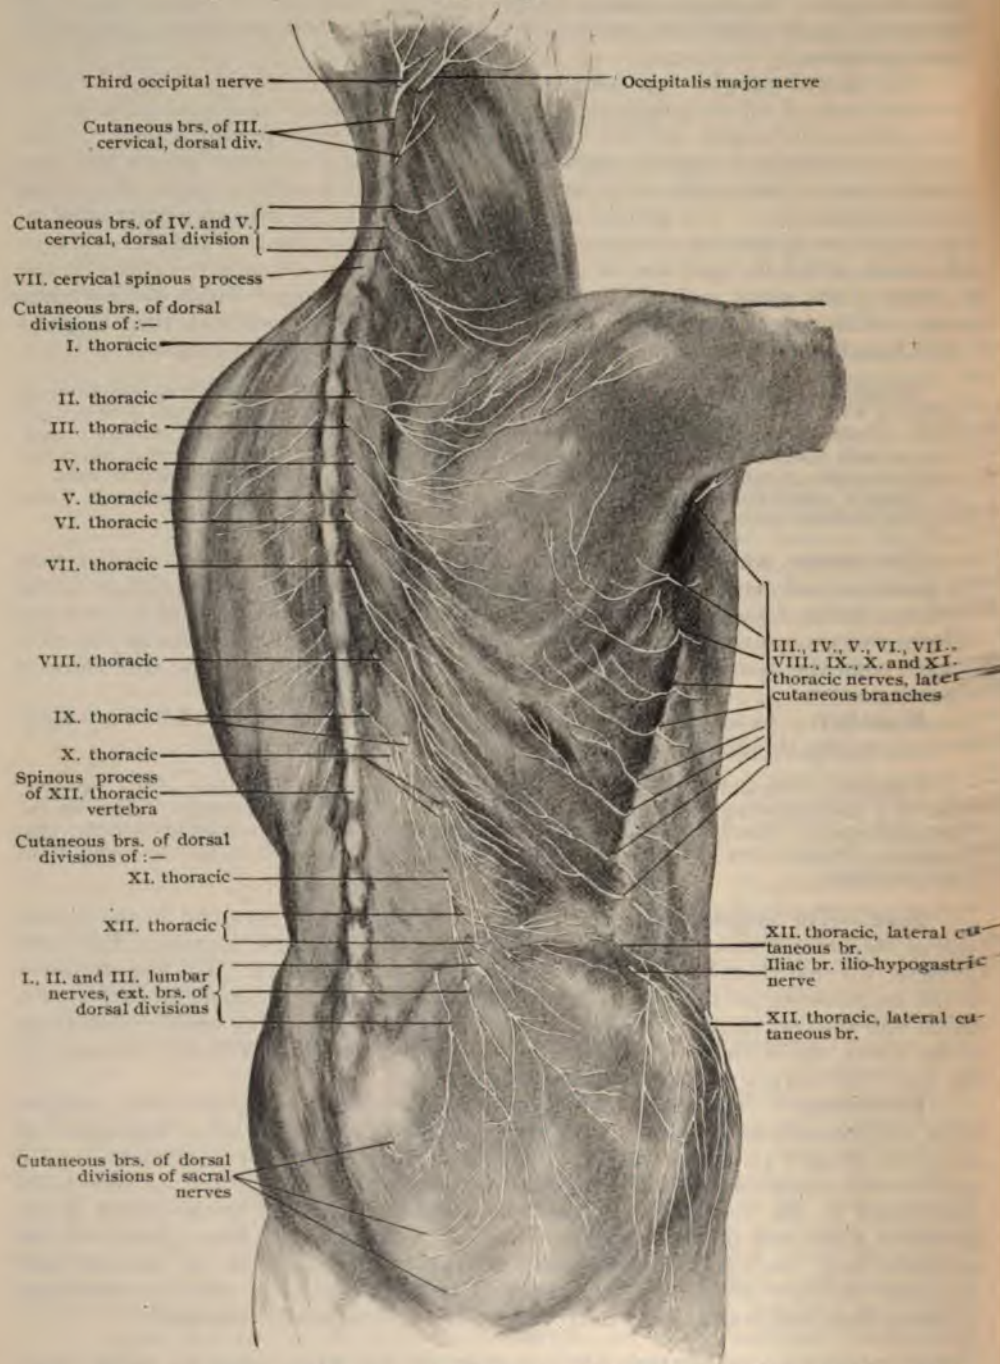 Third occipital nerve
Occipitalis major nerve
Cutaneous brs. of III.
cervical, dorsal div.
Cutaneous brs. of IV. and V.
cervical, dorsal division
VII. cervical spinous process
Cutaneous brs. of dorsal
divisions of :—
I. thoracic
II. thoracic
III. thoracic
IV. thoracic
V. thoracic
VI. thoracic
VII. thoracic
VIII. thoracic
IX. thoracic
X. thoracic
Spinous process
of XII. thoracic
vertebra
Cutaneous brs. of dorsal
divisions of :—
XI. thoracic
XII. thoracic
I., II. and III. lumbar
nerves, ext. brs. of
dorsal divisions
Cutaneous brs. of dorsal
divisions of sacral
nerves
III., IV., V., VI., VII.,
VIII., IX., X. and XI.
thoracic nerves,
cutaneous branches
XII. thoracic, lateral cu-
taneous br.
Iliac br. ilio-hypogastric
nerve
XII. thoracic, lateral cu-
taneous br.